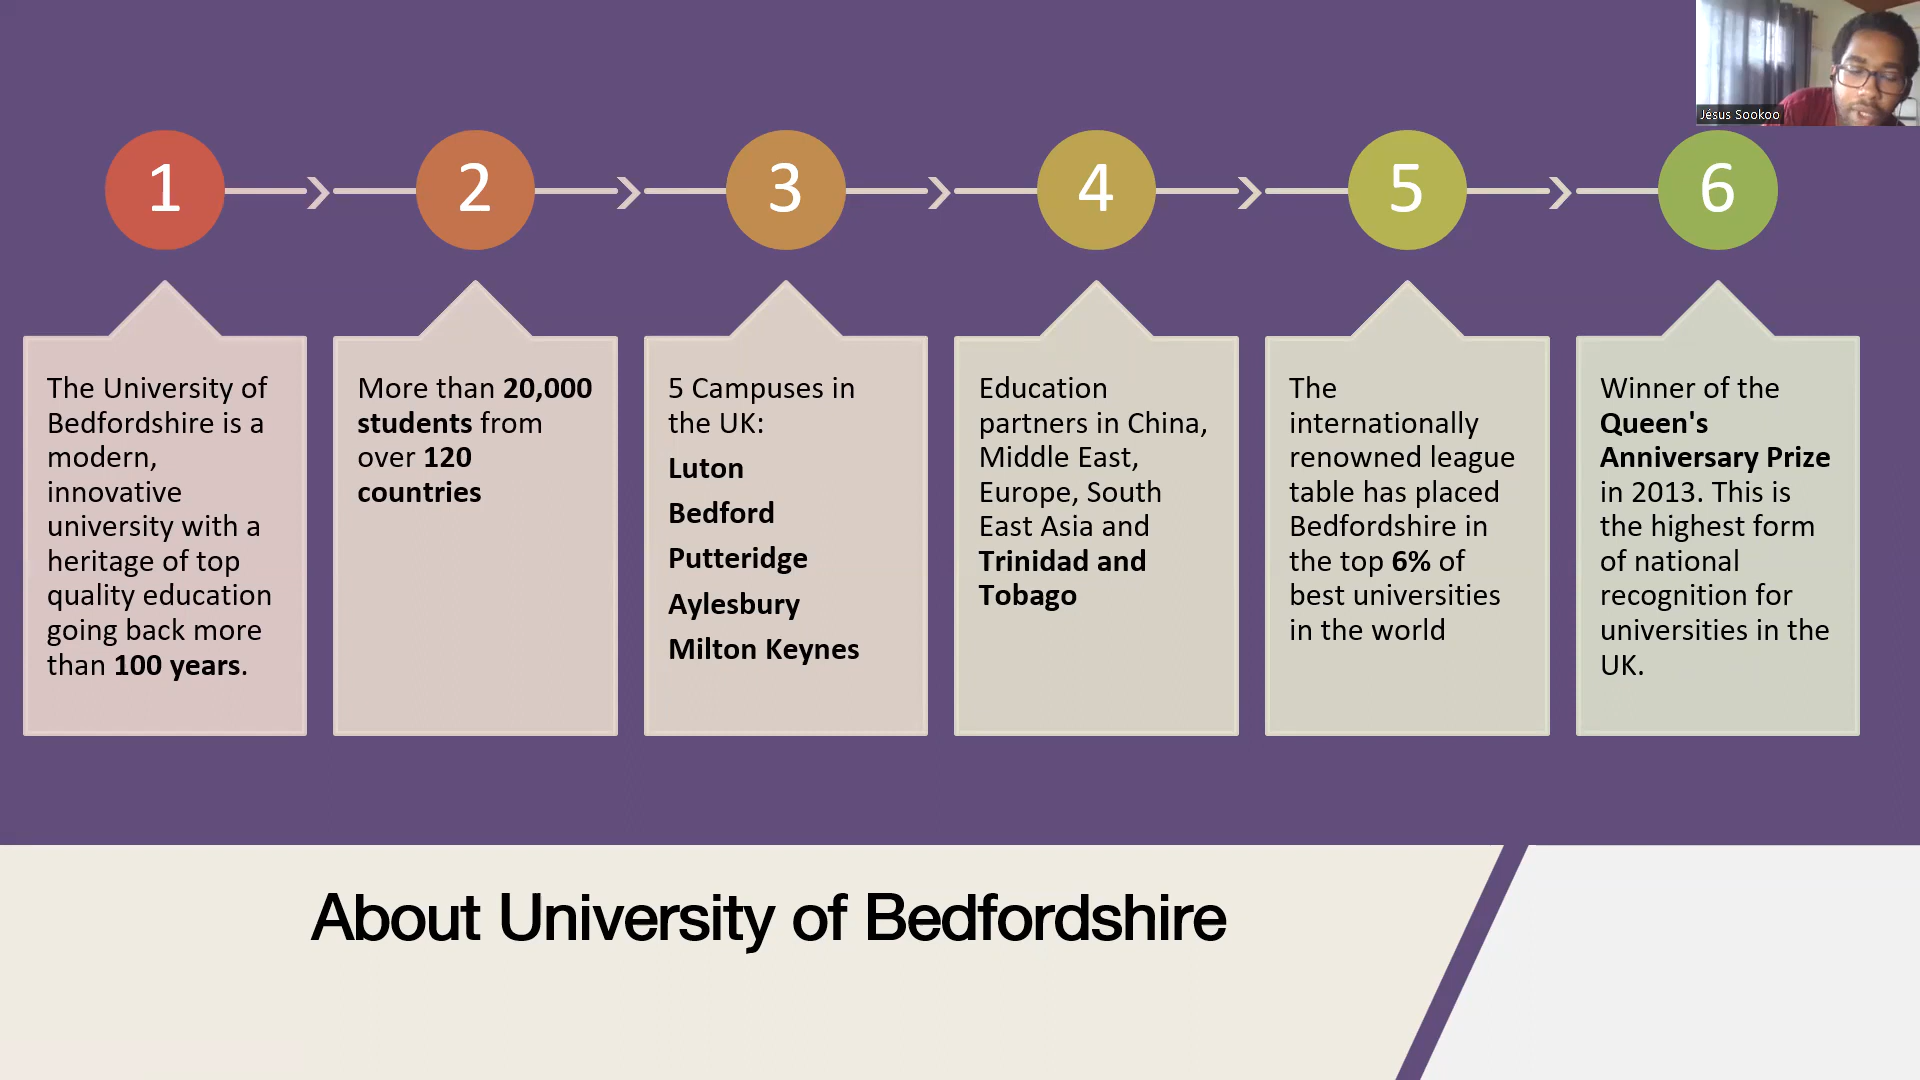 Jésus Sookoo
1
2
3
4
5
6
The University of
Bedfordshire is a
modern,
innovative
university with a
heritage of top
quality education
going back more
than 100 years.
More than 20,000
students from
over 120
countries
5 Campuses in
the UK:
Luton
Bedford
Putteridge
Aylesbury
Milton Keynes
Education
partners in China,
Middle East,
Europe, South
East Asia and
Trinidad and
Tobago
The
internationally
renowned league
table has placed
Bedfordshire in
the top 6% of
best universities
in the world
Winner of the
Queen's
Anniversary Prize
in 2013. This is
the highest form
of national
recognition for
universities in the
UK.
About University of Bedfordshire